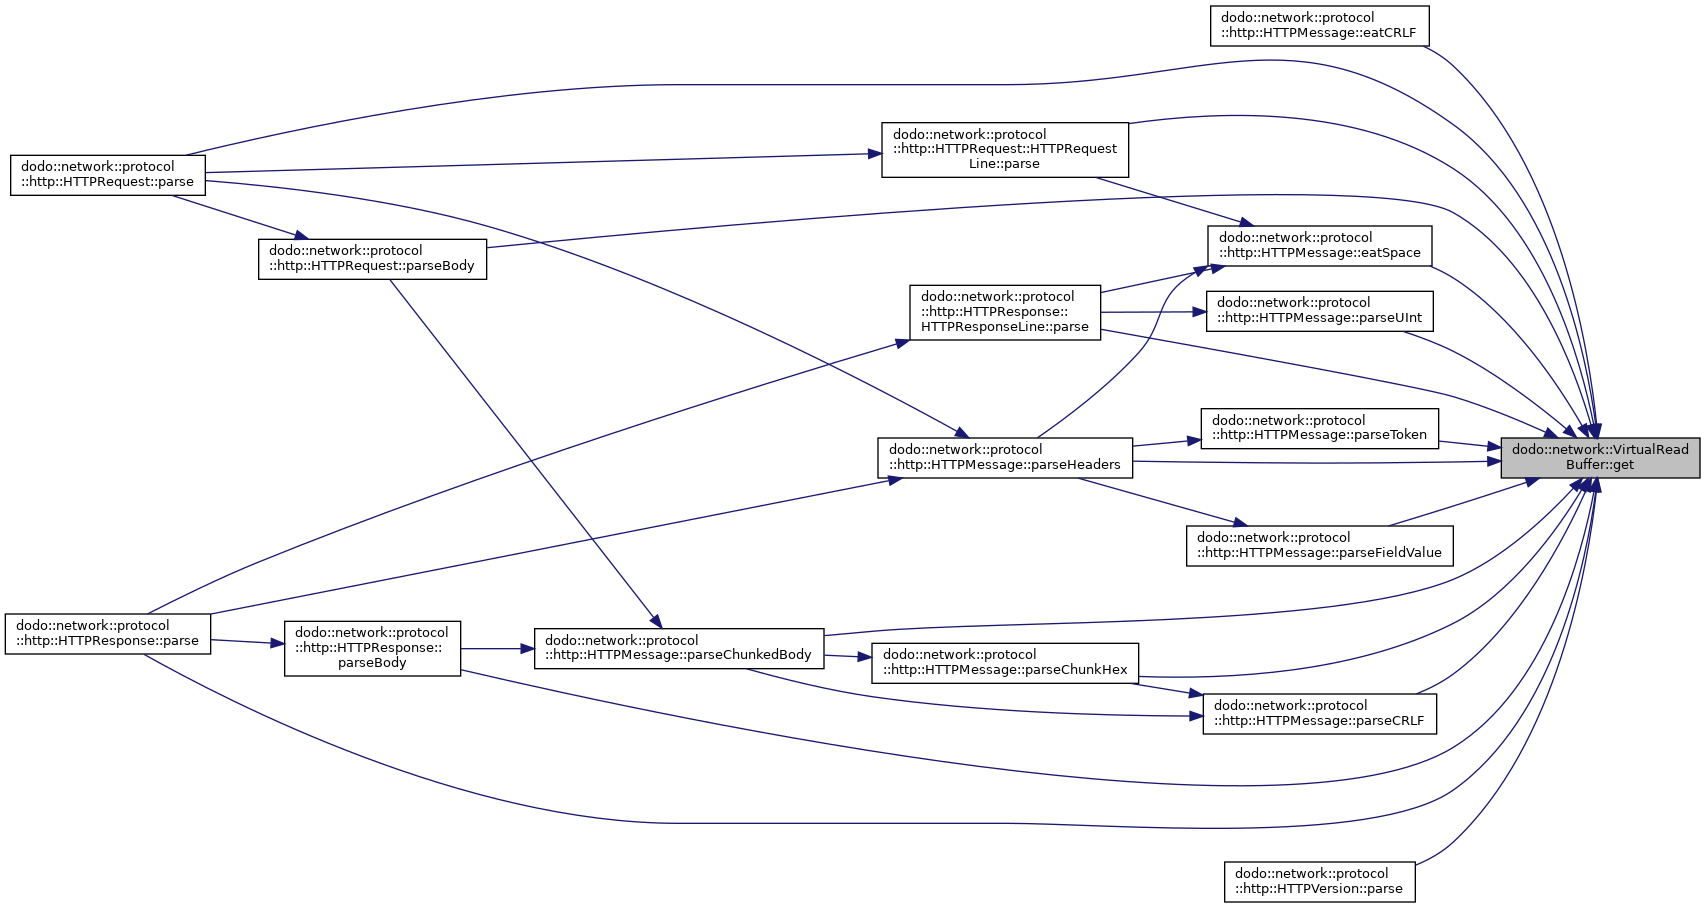 dodo::network::protocol
::http::HTTPMessage::eatCRLF
dodo::network::protocol
::http::HTTPRequest::HTTPRequest
Line::parse
dodo::network::protocol
::http::HTTPRequest::parse
dodo::network::protocol
::http::HTTPMessage::eatSpace
dodo::network::protocol
::http::HTTPRequest::parseBody
dodo::network::protocol
::http::HTTPResponse::
HTTPResponseLine::parse
dodo::network::protocol
::http::HTTPMessage::parseUInt
dodo::network::protocol
::http::HTTPMessage::parseToken
dodo::network::protocol
::http::HTTPMessage::parseHeaders
dodo::network::VirtualRead
Buffer::get
dodo::network::protocol
::http::HTTPMessage::parseFieldValue
dodo::network::protocol
::http::HTTPResponse::parse
dodo::network::protocol
::http::HTTPResponse::
parseBody
dodo::network::protocol
::http::HTTPMessage::parseChunkedBody
dodo::network::protocol
::http::HTTPMessage::parseChunkHex
dodo::network::protocol
::http::HTTPMessage::parseCRLF
dodo::network::protocol
::http::HTTPVersion::parse